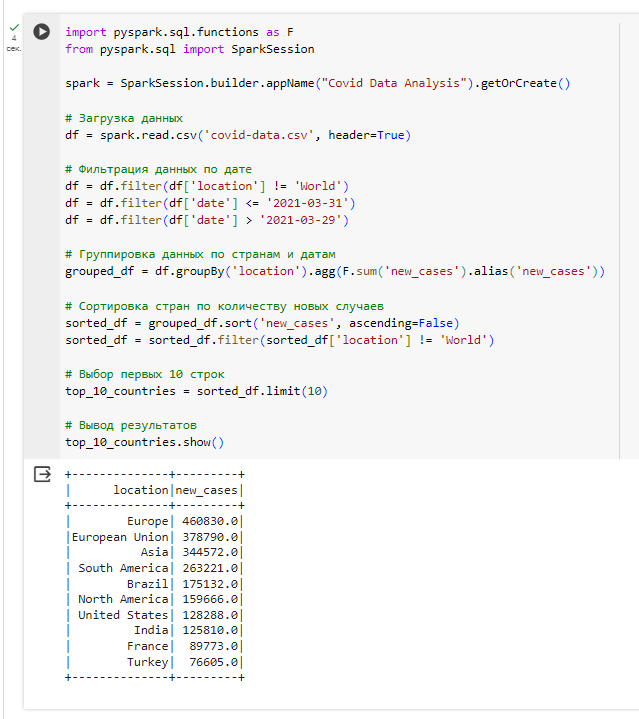 4
сек.
import pyspark.sql.functions as F
from pyspark.sql import SparkSession
spark = SparkSession.builder.appName("Covid Data Analysis").getOrCreate()
# Загрузка данных
df = spark.read.csv('covid-data.csv', header=True)
# Фильтрация данных по дате
df = df.filter(df['location'] != 'World')
df = df.filter(df['date'] <= '2021-03-31')
df = df.filter(df['date'] > '2021-03-29')
# Группировка данных по странам и датам
grouped_df = df.groupBy('location').agg(F.sum('new_cases').alias('new_cases'))
# Сортировка стран по количеству новых случаев
sorted_df = grouped_df.sort('new_cases', ascending=False)
sorted_df = sorted_df.filter(sorted_df['location'] != 'World')
# Выбор первых 10 строк
top_10_countries = sorted_df.limit(10)
# Вывод результатов
top_10_countries.show()
+--------------+---------+
|      location|new_cases|
+--------------+---------+
|        Europe| 460830.0|
|European Union| 378790.0|
|          Asia| 344572.0|
| South America| 263221.0|
|        Brazil| 175132.0|
| North America| 159666.0|
| United States| 128288.0|
|         India| 125810.0|
|        France|  89773.0|
|        Turkey|  76605.0|
+--------------+---------+